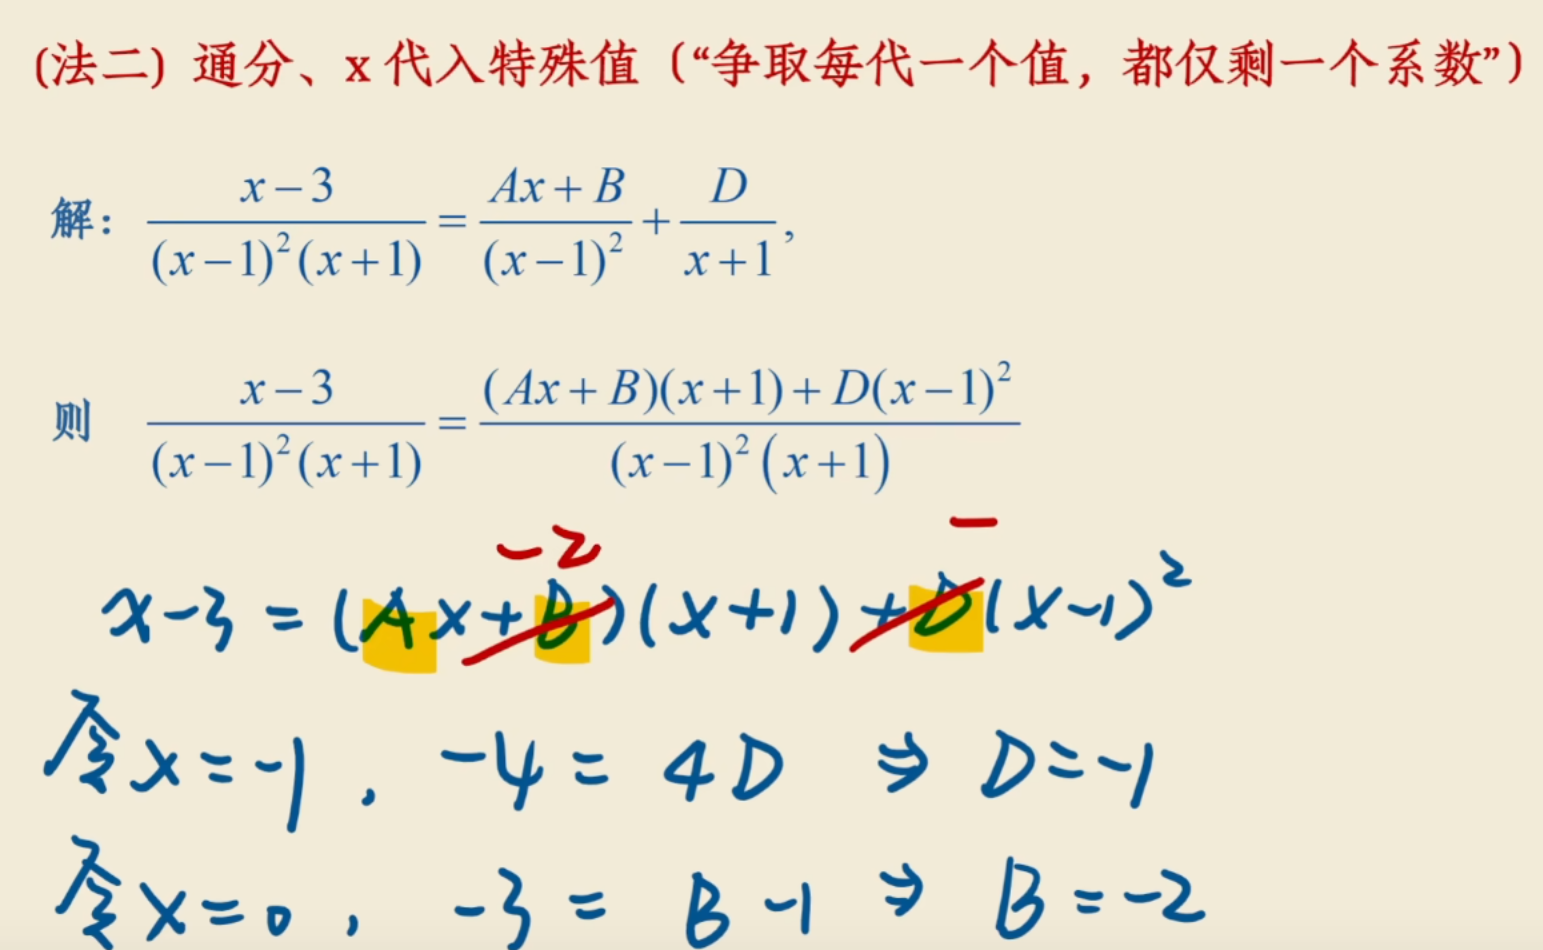 (法二) 通分、x 代入特殊值（“争取每代一个值，都仅剩一个系数”）
解： \frac{x-3}{(x-1)^2(x+1)} = \frac{Ax+B}{(x-1)^2} + \frac{D}{x+1},
则 \frac{x-3}{(x-1)^2(x+1)} = \frac{(Ax+B)(x+1)+D(x-1)^2}{(x-1)^2(x+1)}
-2 -
x-3 = (Ax+B)(x+1)+D(x-1)^2
令x=-1, -4 = 4D ⇒ D=-1
令x=0, -3 = B-1 ⇒ B=-2